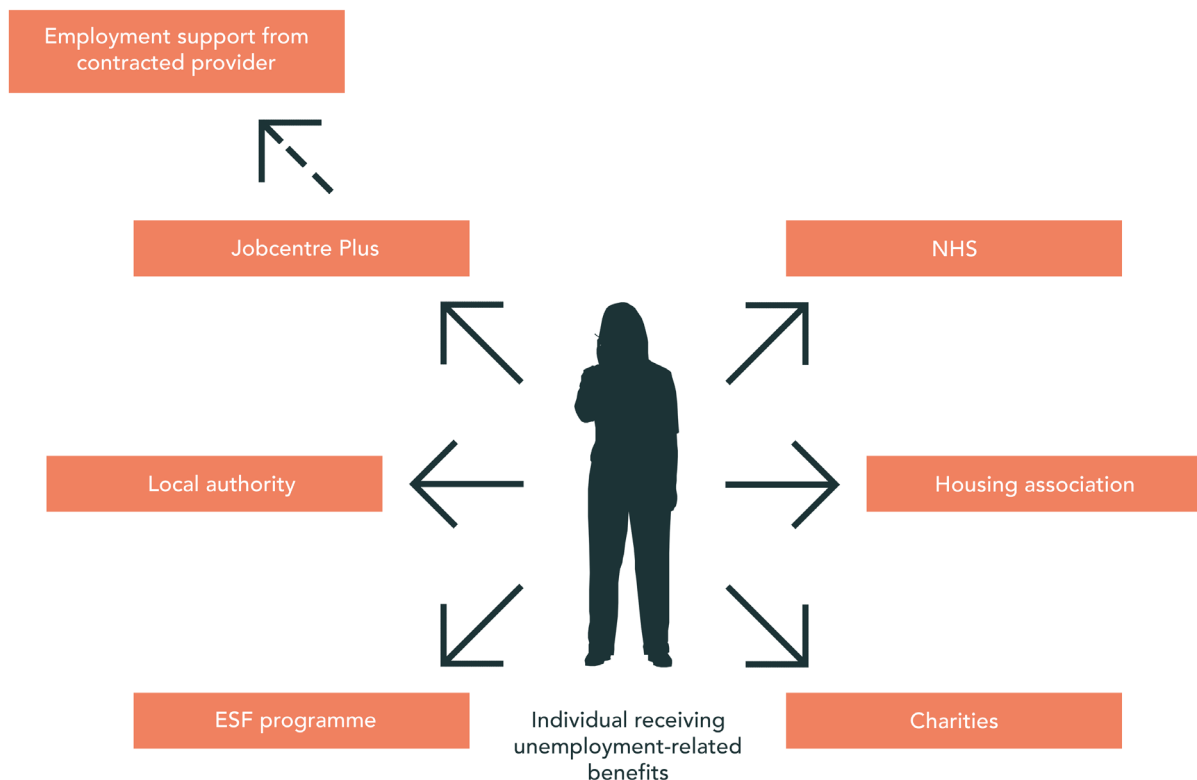 Employment support from
contracted provider
Jobcentre Plus
NHS
Local authority
Housing association
ESF programme
Individual receiving
unemployment-related
benefits
Charities